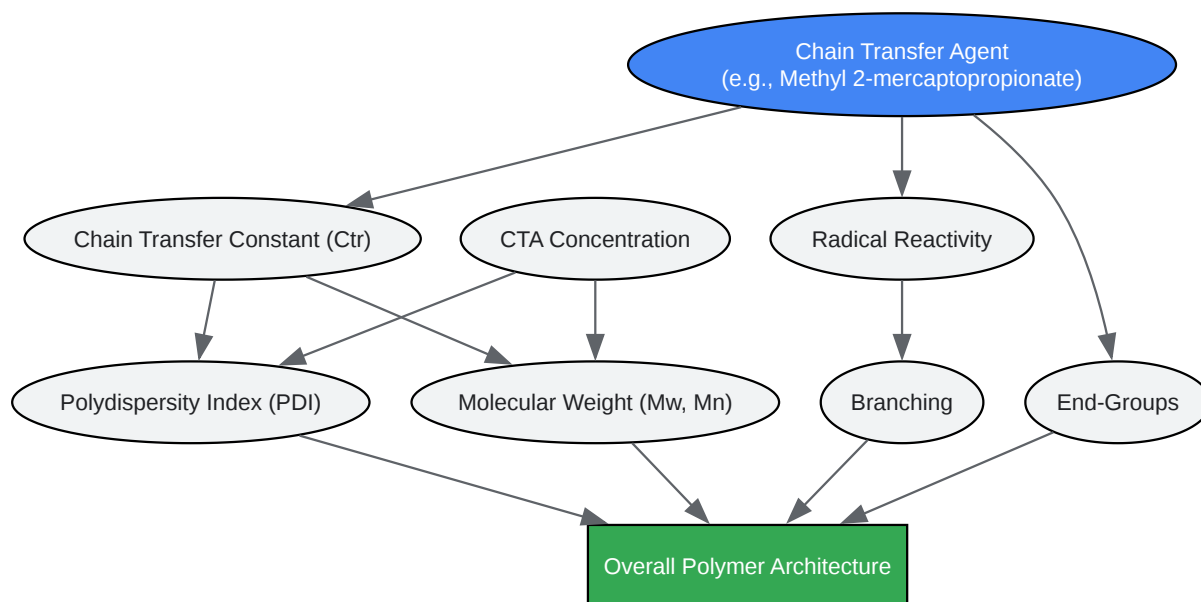 Chain Transfer Agent
(e.g., Methyl 2-mercaptopropionate)
Chain Transfer Constant (Ctr)
CTA Concentration
Radical Reactivity
Polydispersity Index (PDI)
Molecular Weight (Mw, Mn)
Branching
End-Groups
Overall Polymer Architecture